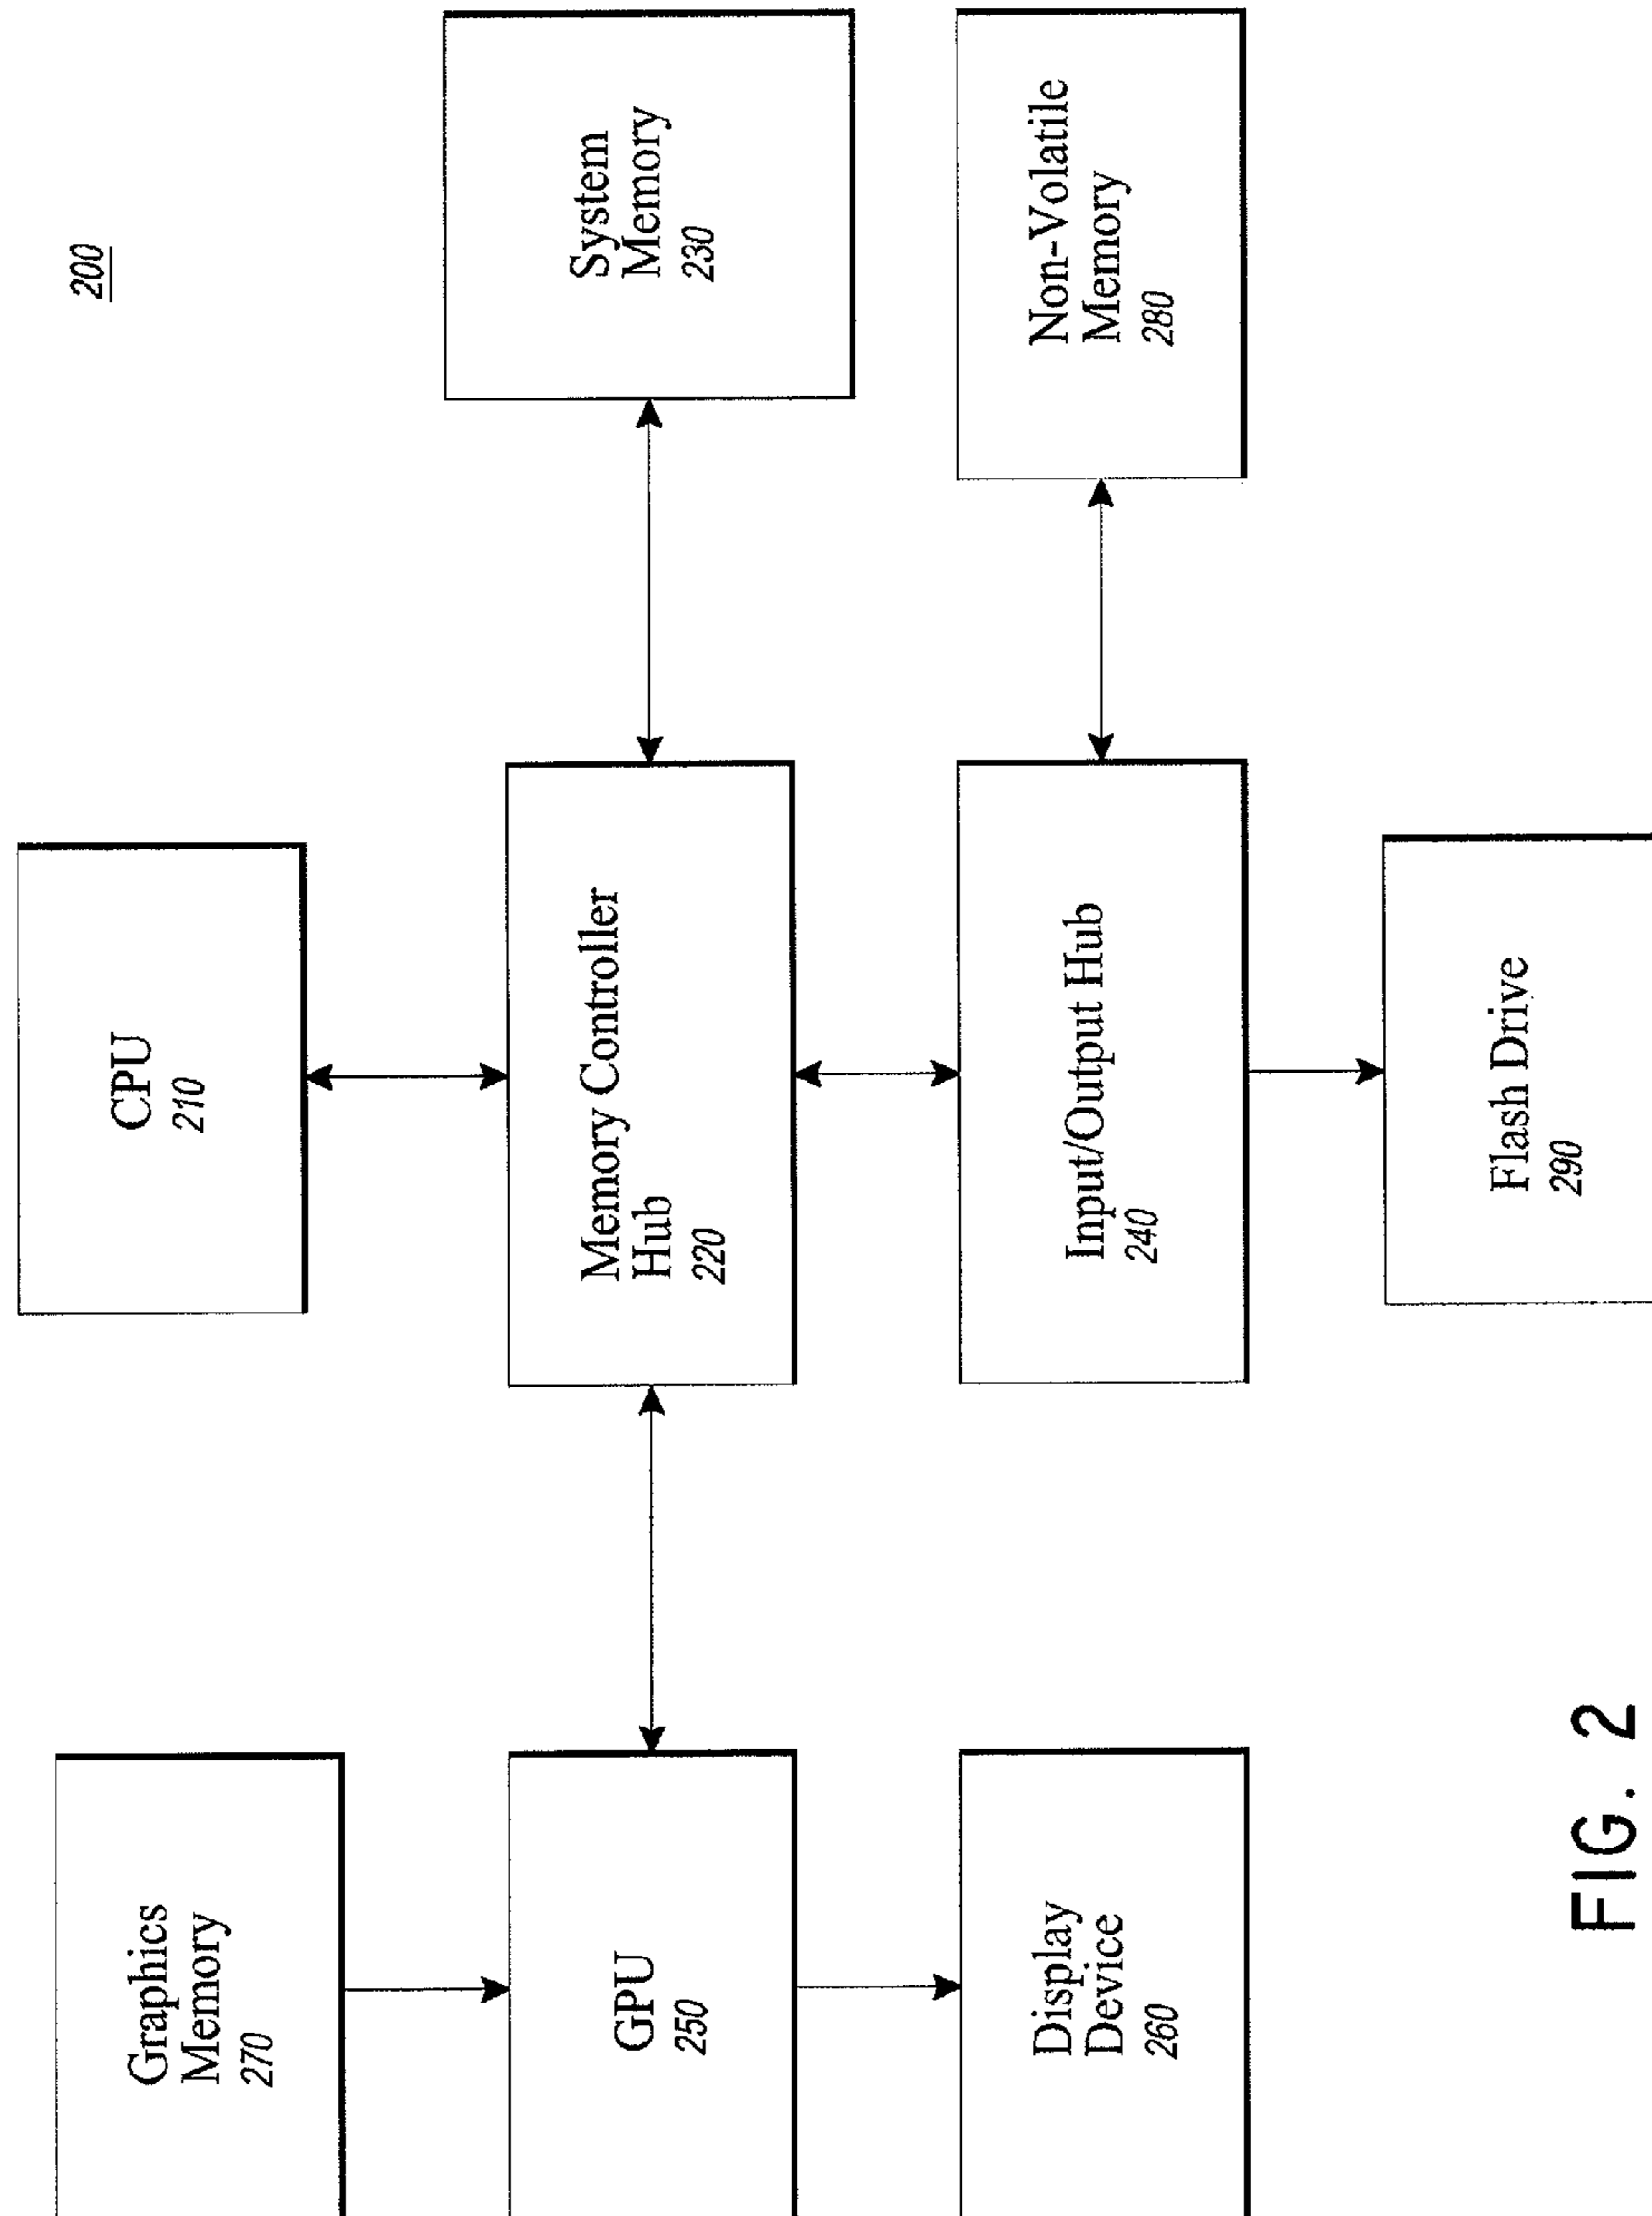 200
CPU
210
System
Memory
230
Memory Controller
Hub
220
Graphics
Memory
270
GPU
250
Non-Volatile
Memory
280
Input/Output Hub
240
Display
Device
260
Flash Drive
290
FIG. 2